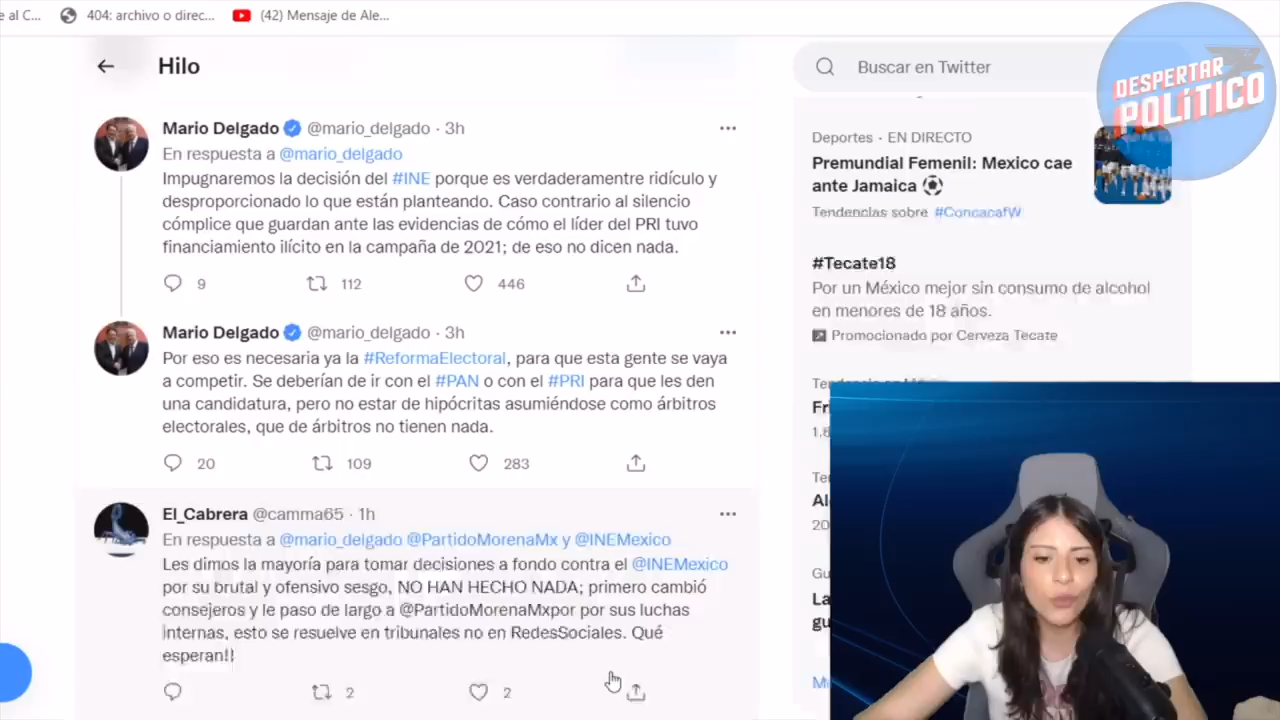 e al C...
404: archivo o direc...
(42) Mensaje de Ale...
Hilo
Buscar en Twitter
DESPERTAR
POLÍTICO
Mario Delgado @mario_delgado · 3h
En respuesta a @mario_delgado
Impugnaremos la decisión del #INE porque es verdaderamentre ridículo y
desproporcionado lo que están planteando. Caso contrario al silencio
cómplice que guardan ante las evidencias de cómo el líder del PRI tuvo
financiamiento ilícito en la campaña de 2021; de eso no dicen nada.
9 112 446
Mario Delgado @mario_delgado · 3h
Por eso es necesaria ya la #ReformaElectoral, para que esta gente se vaya
a competir. Se deberían de ir con el #PAN o con el #PRI para que les den
una candidatura, pero no estar de hipócritas asumiéndose como árbitros
electorales, que de árbitros no tienen nada.
20 109 283
El_Cabrera @camma65 · 1h
En respuesta a @mario_delgado @PartidoMorenaMx y @INEMexico
Les dimos la mayoría para tomar decisiones a fondo contra el @INEMexico
por su brutal y ofensivo sesgo, NO HAN HECHO NADA; primero cambió
consejeros y le paso de largo a @PartidoMorenaMxpor por sus luchas
internas, esto se resuelve en tribunales no en RedesSociales. Qué
esperan!!
2 2
Deportes · EN DIRECTO
Premundial Femenil: Mexico cae
ante Jamaica
Tendencias sobre #ConcacafW
#Tecate18
Por un México mejor sin consumo de alcohol
en menores de 18 años.
Promocionado por Cerveza Tecate